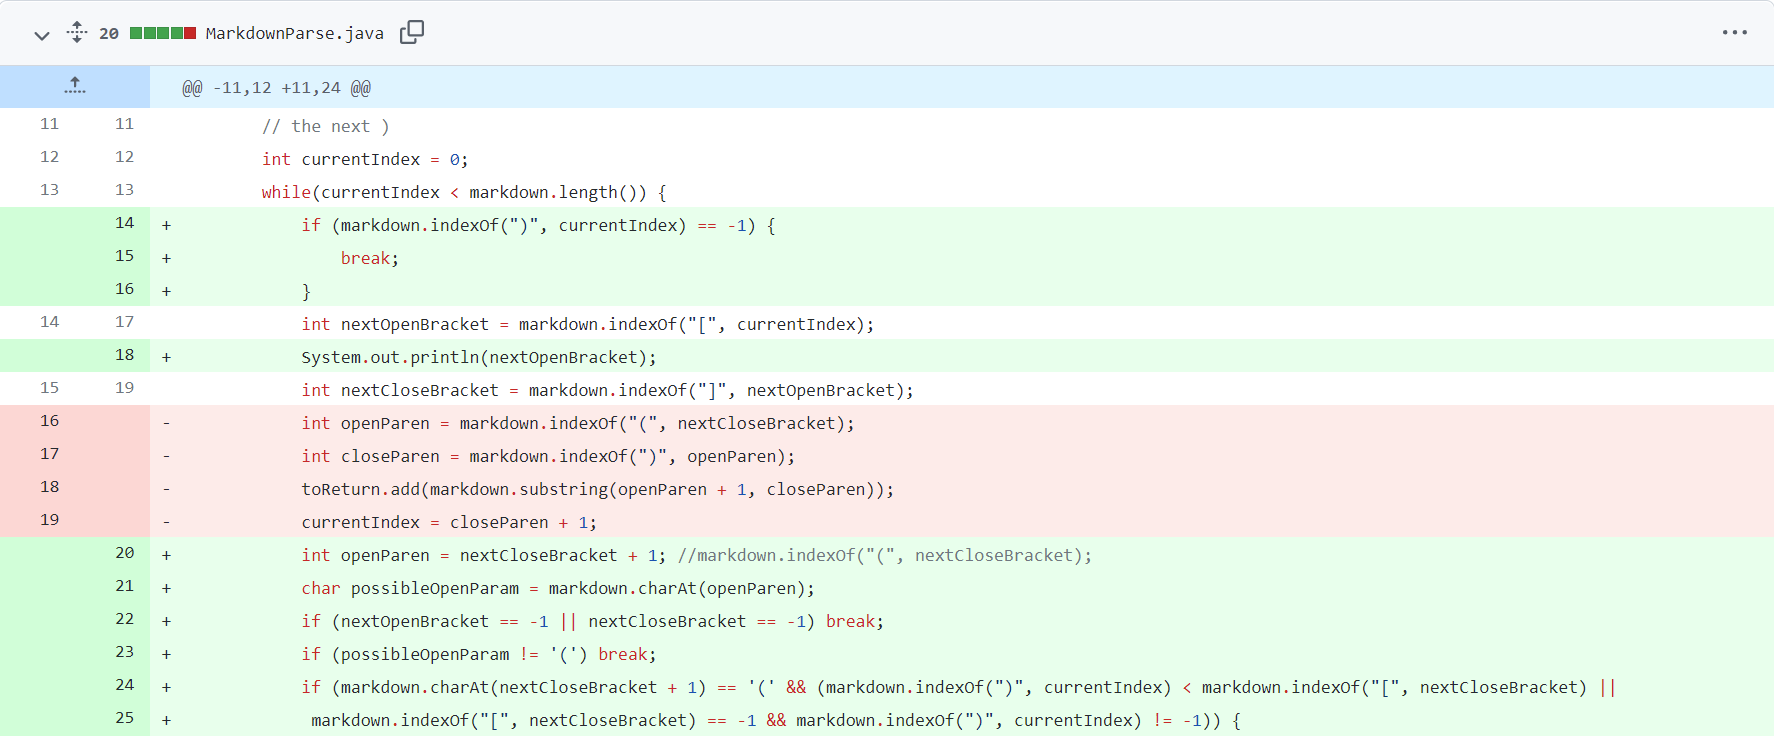 20 MarkdownParse.java
@@ -11,12 +11,24 @@
11 11 // the next )
12 12 int currentIndex = 0;
13 13 while(currentIndex < markdown.length()) {
14 + if (markdown.indexOf(")", currentIndex) == -1) {
15 + break;
16 + }
14 17 int nextOpenBracket = markdown.indexOf("[", currentIndex);
18 + System.out.println(nextOpenBracket);
15 19 int nextCloseBracket = markdown.indexOf("]", nextOpenBracket);
16 - int openParen = markdown.indexOf("(", nextCloseBracket);
17 - int closeParen = markdown.indexOf(")", openParen);
18 - toReturn.add(markdown.substring(openParen + 1, closeParen));
19 - currentIndex = closeParen + 1;
20 + int openParen = nextCloseBracket + 1; //markdown.indexOf("(", nextCloseBracket);
21 + char possibleOpenParam = markdown.charAt(openParen);
22 + if (nextOpenBracket == -1 || nextCloseBracket == -1) break;
23 + if (possibleOpenParam != '(') break;
24 + if (markdown.charAt(nextCloseBracket + 1) == '(' && (markdown.indexOf(")", currentIndex) < markdown.indexOf("[", nextCloseBracket) ||
25 + markdown.indexOf("[", nextCloseBracket) == -1 && markdown.indexOf(")", currentIndex) != -1)) {